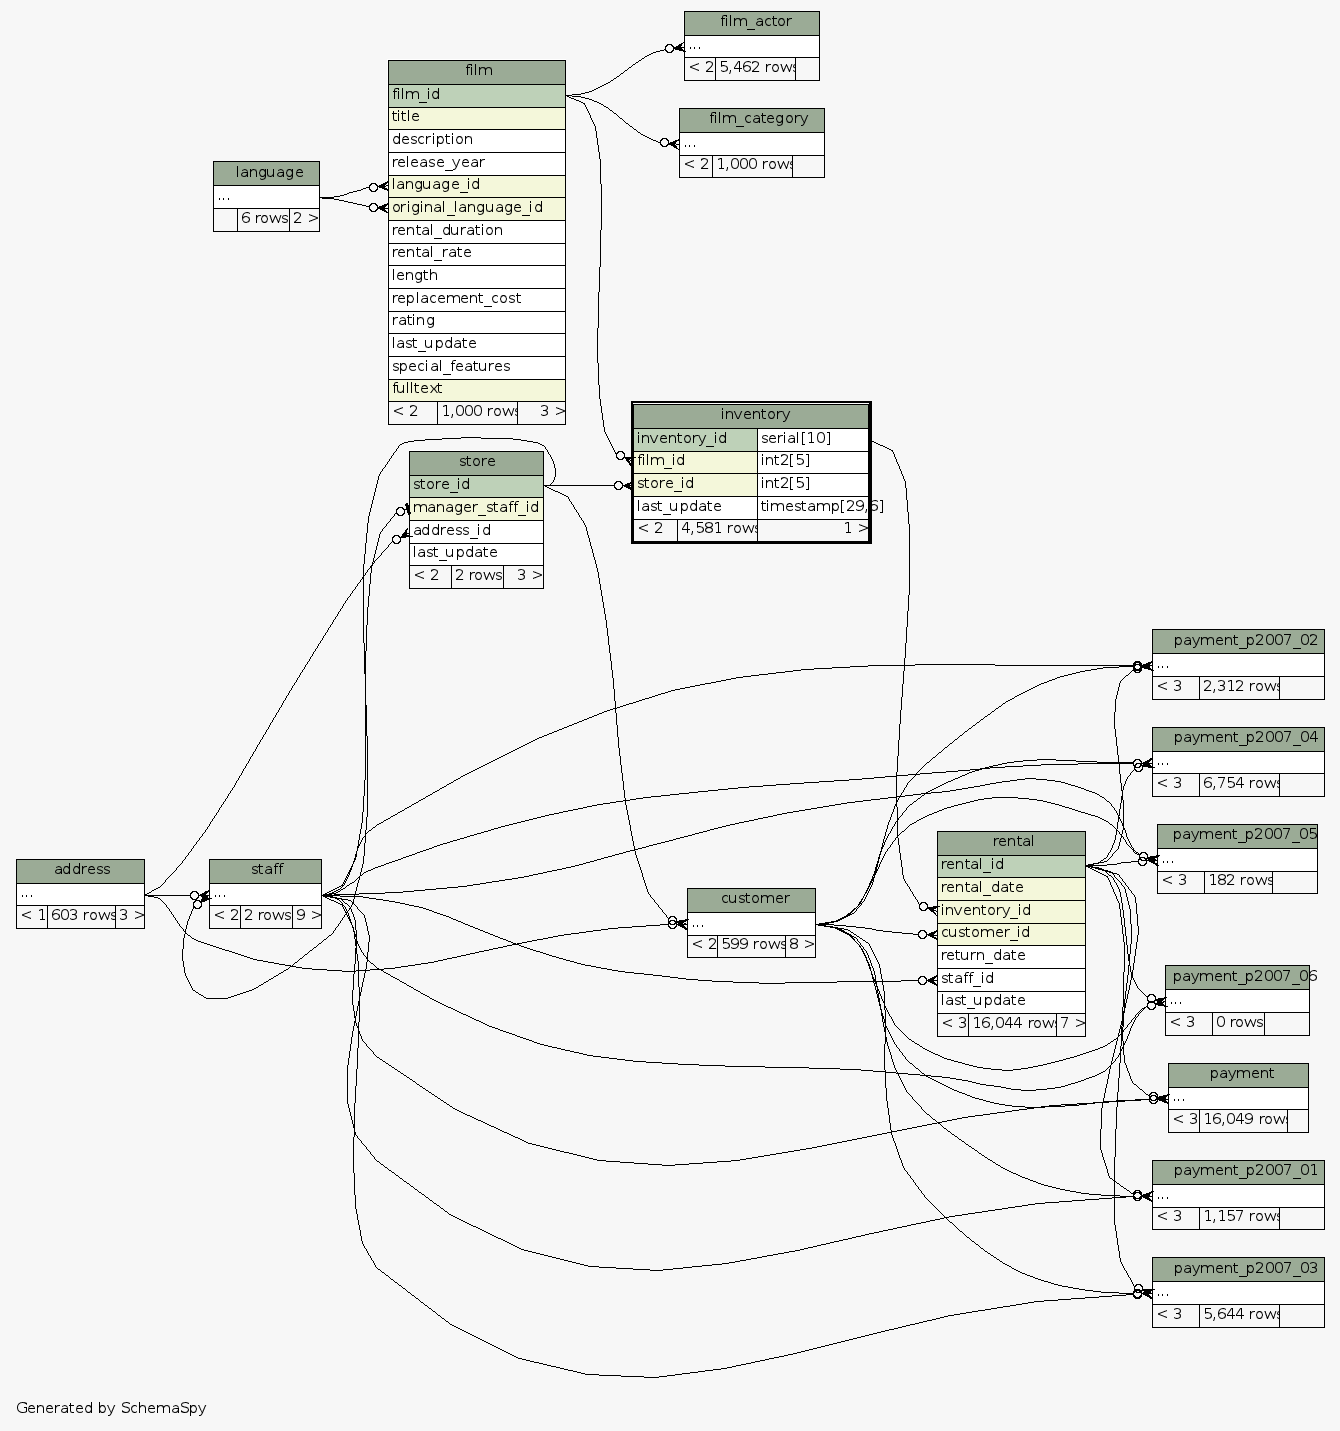 film_actor
...
< 2 5,462 rows
film
film_id
title
description
release_year
language_id
original_language_id
rental_duration
rental_rate
length
replacement_cost
rating
last_update
special_features
fulltext
< 2 1,000 rows 3 >
film_category
...
< 2 1,000 rows
language
...
6 rows 2 >
inventory
inventory_id serial[10]
film_id int2[5]
store_id int2[5]
last_update timestamp[29,6]
< 2 4,581 rows 1 >
store
store_id
manager_staff_id
address_id
last_update
< 2 2 rows 3 >
payment_p2007_02
...
< 3 2,312 rows
payment_p2007_04
...
< 3 6,754 rows
payment_p2007_05
...
< 3 182 rows
rental
rental_id
rental_date
inventory_id
customer_id
return_date
staff_id
last_update
< 3 16,044 rows 7 >
address
...
< 1 603 rows 3 >
staff
...
< 2 2 rows 9 >
customer
...
< 2 599 rows 8 >
payment_p2007_06
...
< 3 0 rows
payment
...
< 3 16,049 rows
payment_p2007_01
...
< 3 1,157 rows
payment_p2007_03
...
< 3 5,644 rows
Generated by SchemaSpy